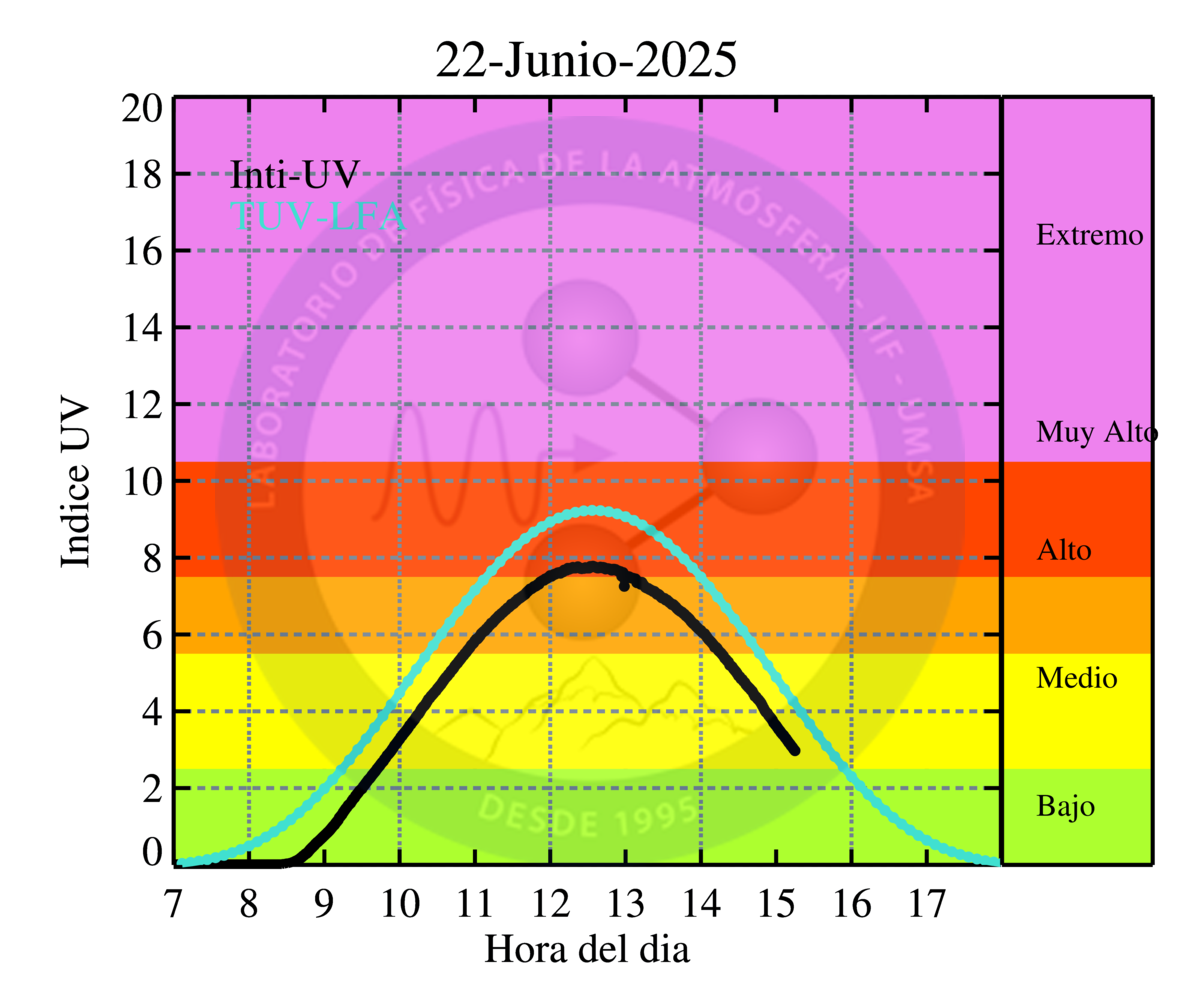 22-Junio-2025
Indice UV
20
18
16
14
12
10
8
6
4
2
0
Inti-UV
TUV-LFA
LABORATORIO DE FÍSICA DE LA ATMÓSFERA - IIF - UMSA
DESDE 1995
Extremo
Muy Alto
Alto
Medio
Bajo
7 8 9 10 11 12 13 14 15 16 17
Hora del dia